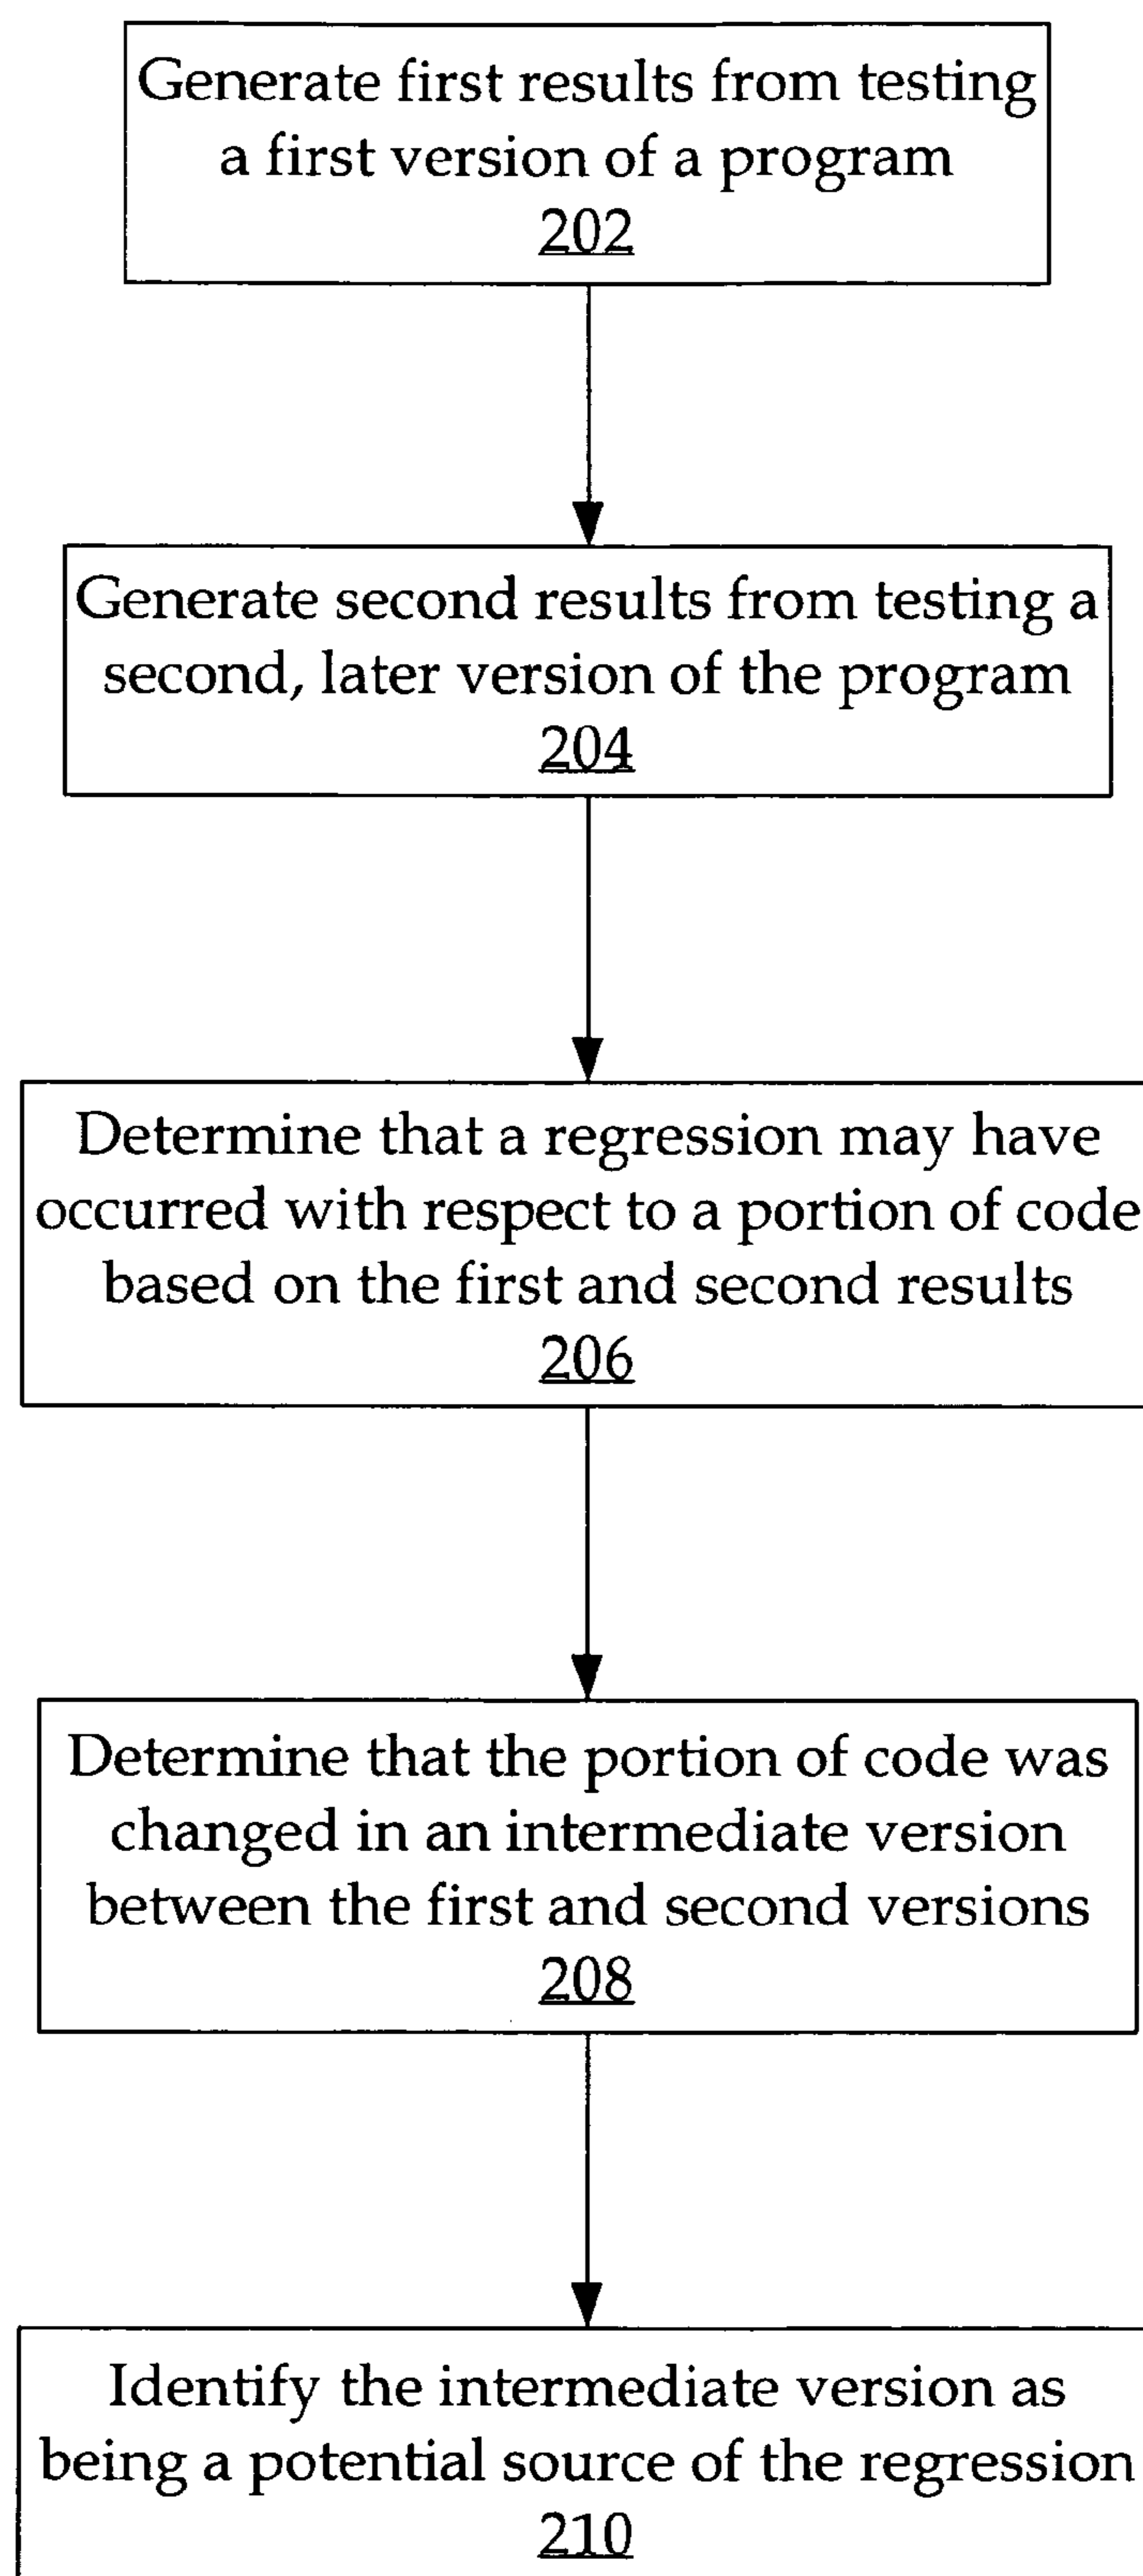 Generate first results from testing
a first version of a program
202
Generate second results from testing a
second, later version of the program
204
Determine that a regression may have
occurred with respect to a portion of code
based on the first and second results
206
Determine that the portion of code was
changed in an intermediate version
between the first and second versions
208
Identify the intermediate version as
being a potential source of the regression
210